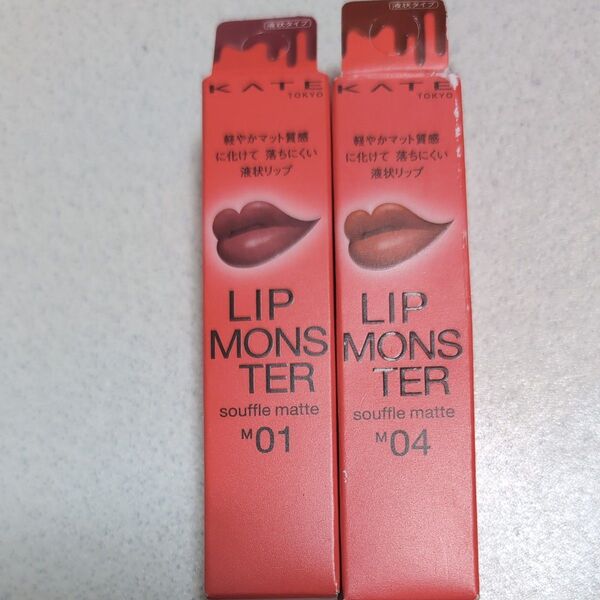 液状タイプ
KATE
TOKYO
軽やかマット質感
に化けて 落ちにくい
液状リップ
LIP
MONS
TER
souffle matte
M01
液状タイプ
KATE
TOKYO
軽やかマット質感
に化けて 落ちにくい
液状リップ
LIP
MONS
TER
souffle matte
M04